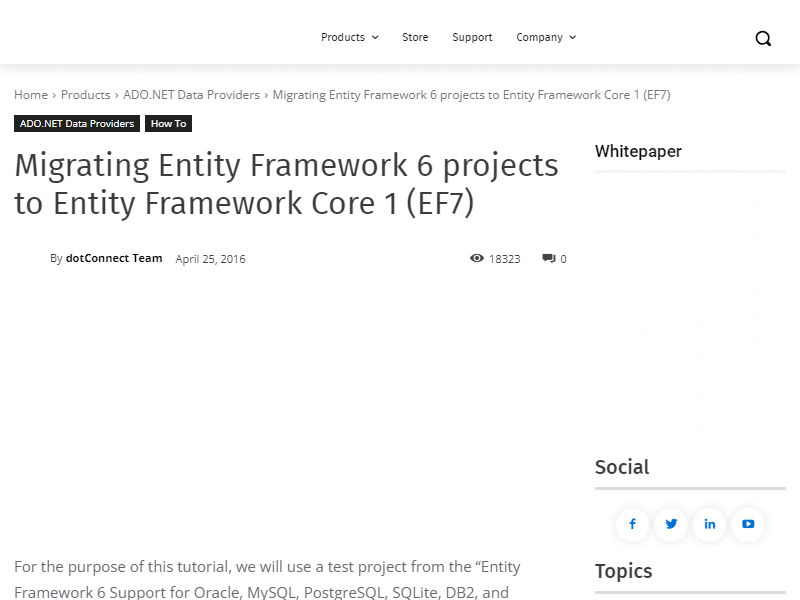 Products Store Support Company
Home › Products › ADO.NET Data Providers › Migrating Entity Framework 6 projects to Entity Framework Core 1 (EF7)
ADO.NET Data Providers How To
Migrating Entity Framework 6 projects
to Entity Framework Core 1 (EF7)
By dotConnect Team April 25, 2016 18323 0
For the purpose of this tutorial, we will use a test project from the “Entity
Framework 6 Support for Oracle, MySQL, PostgreSQL, SQLite, DB2, and
Whitepaper
Social
Topics